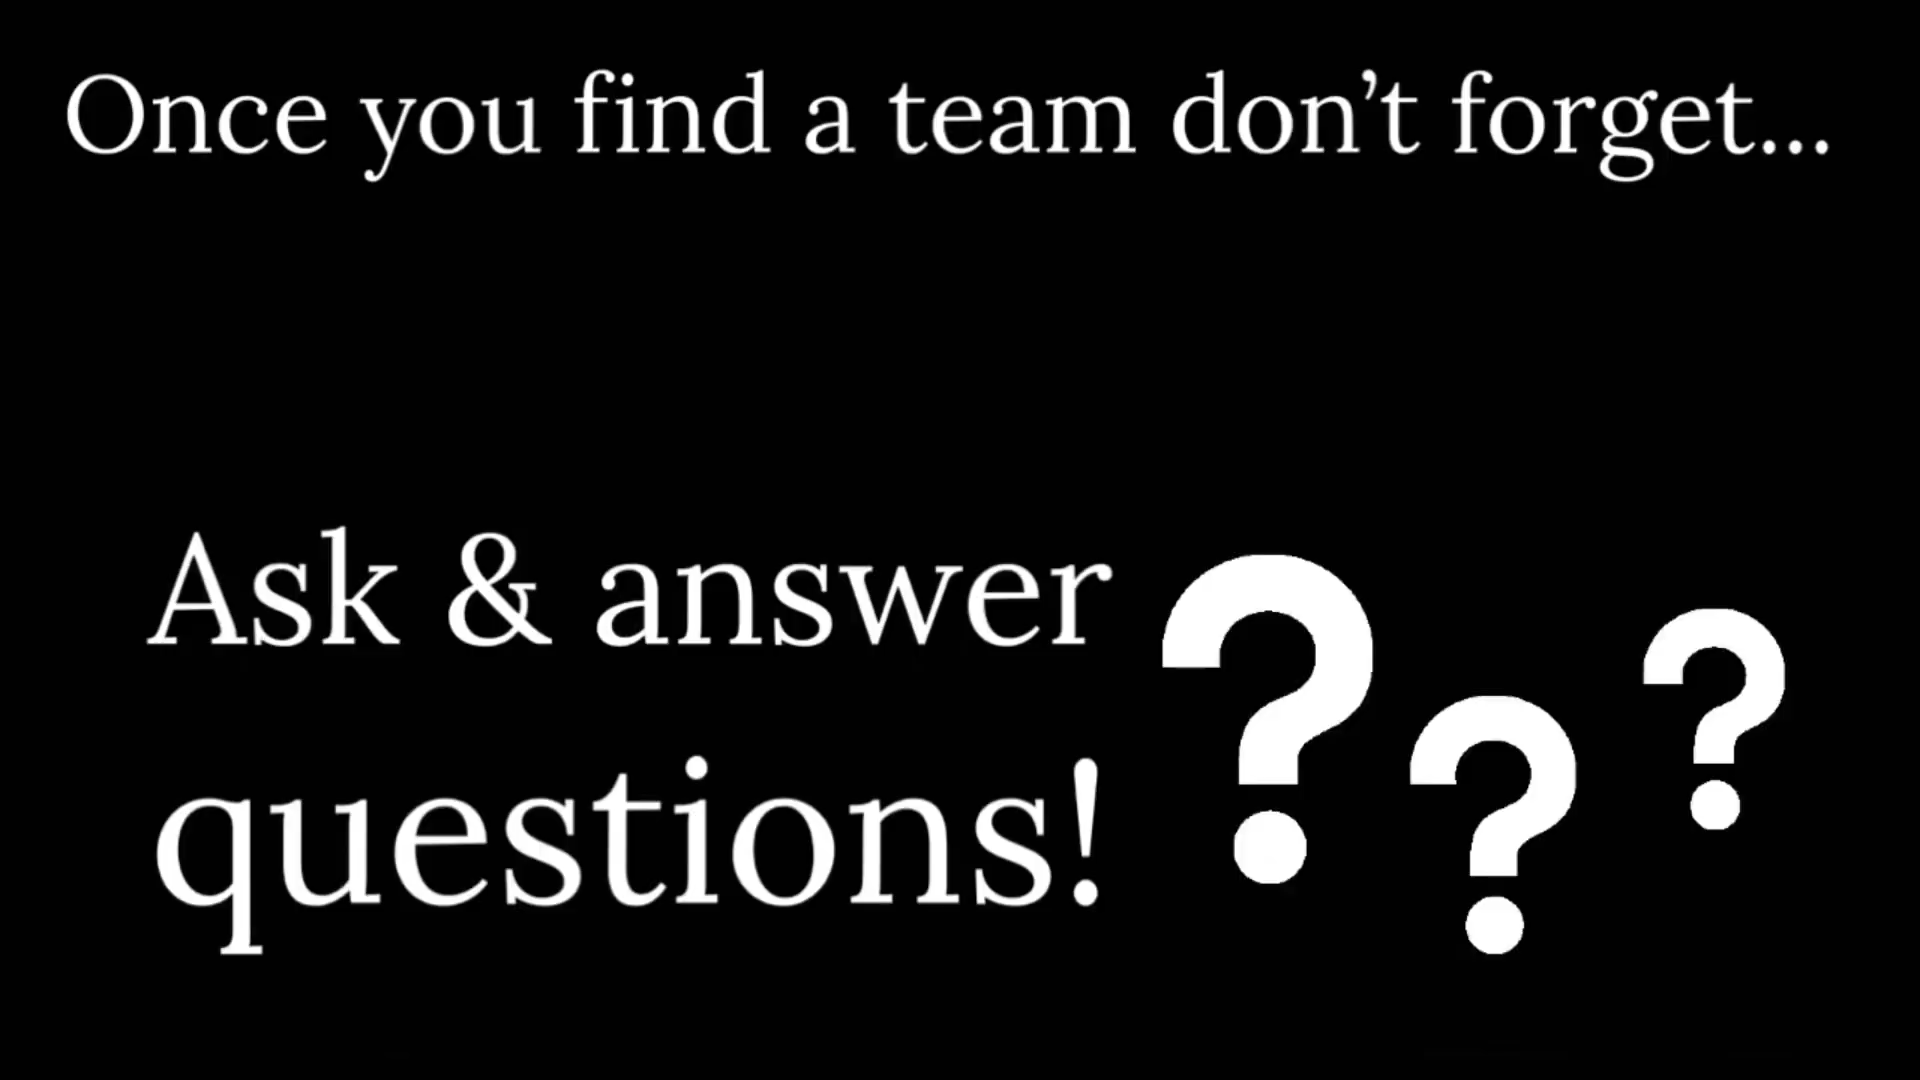 Once you find a team don’t forget...
Ask & answer
questions!
???